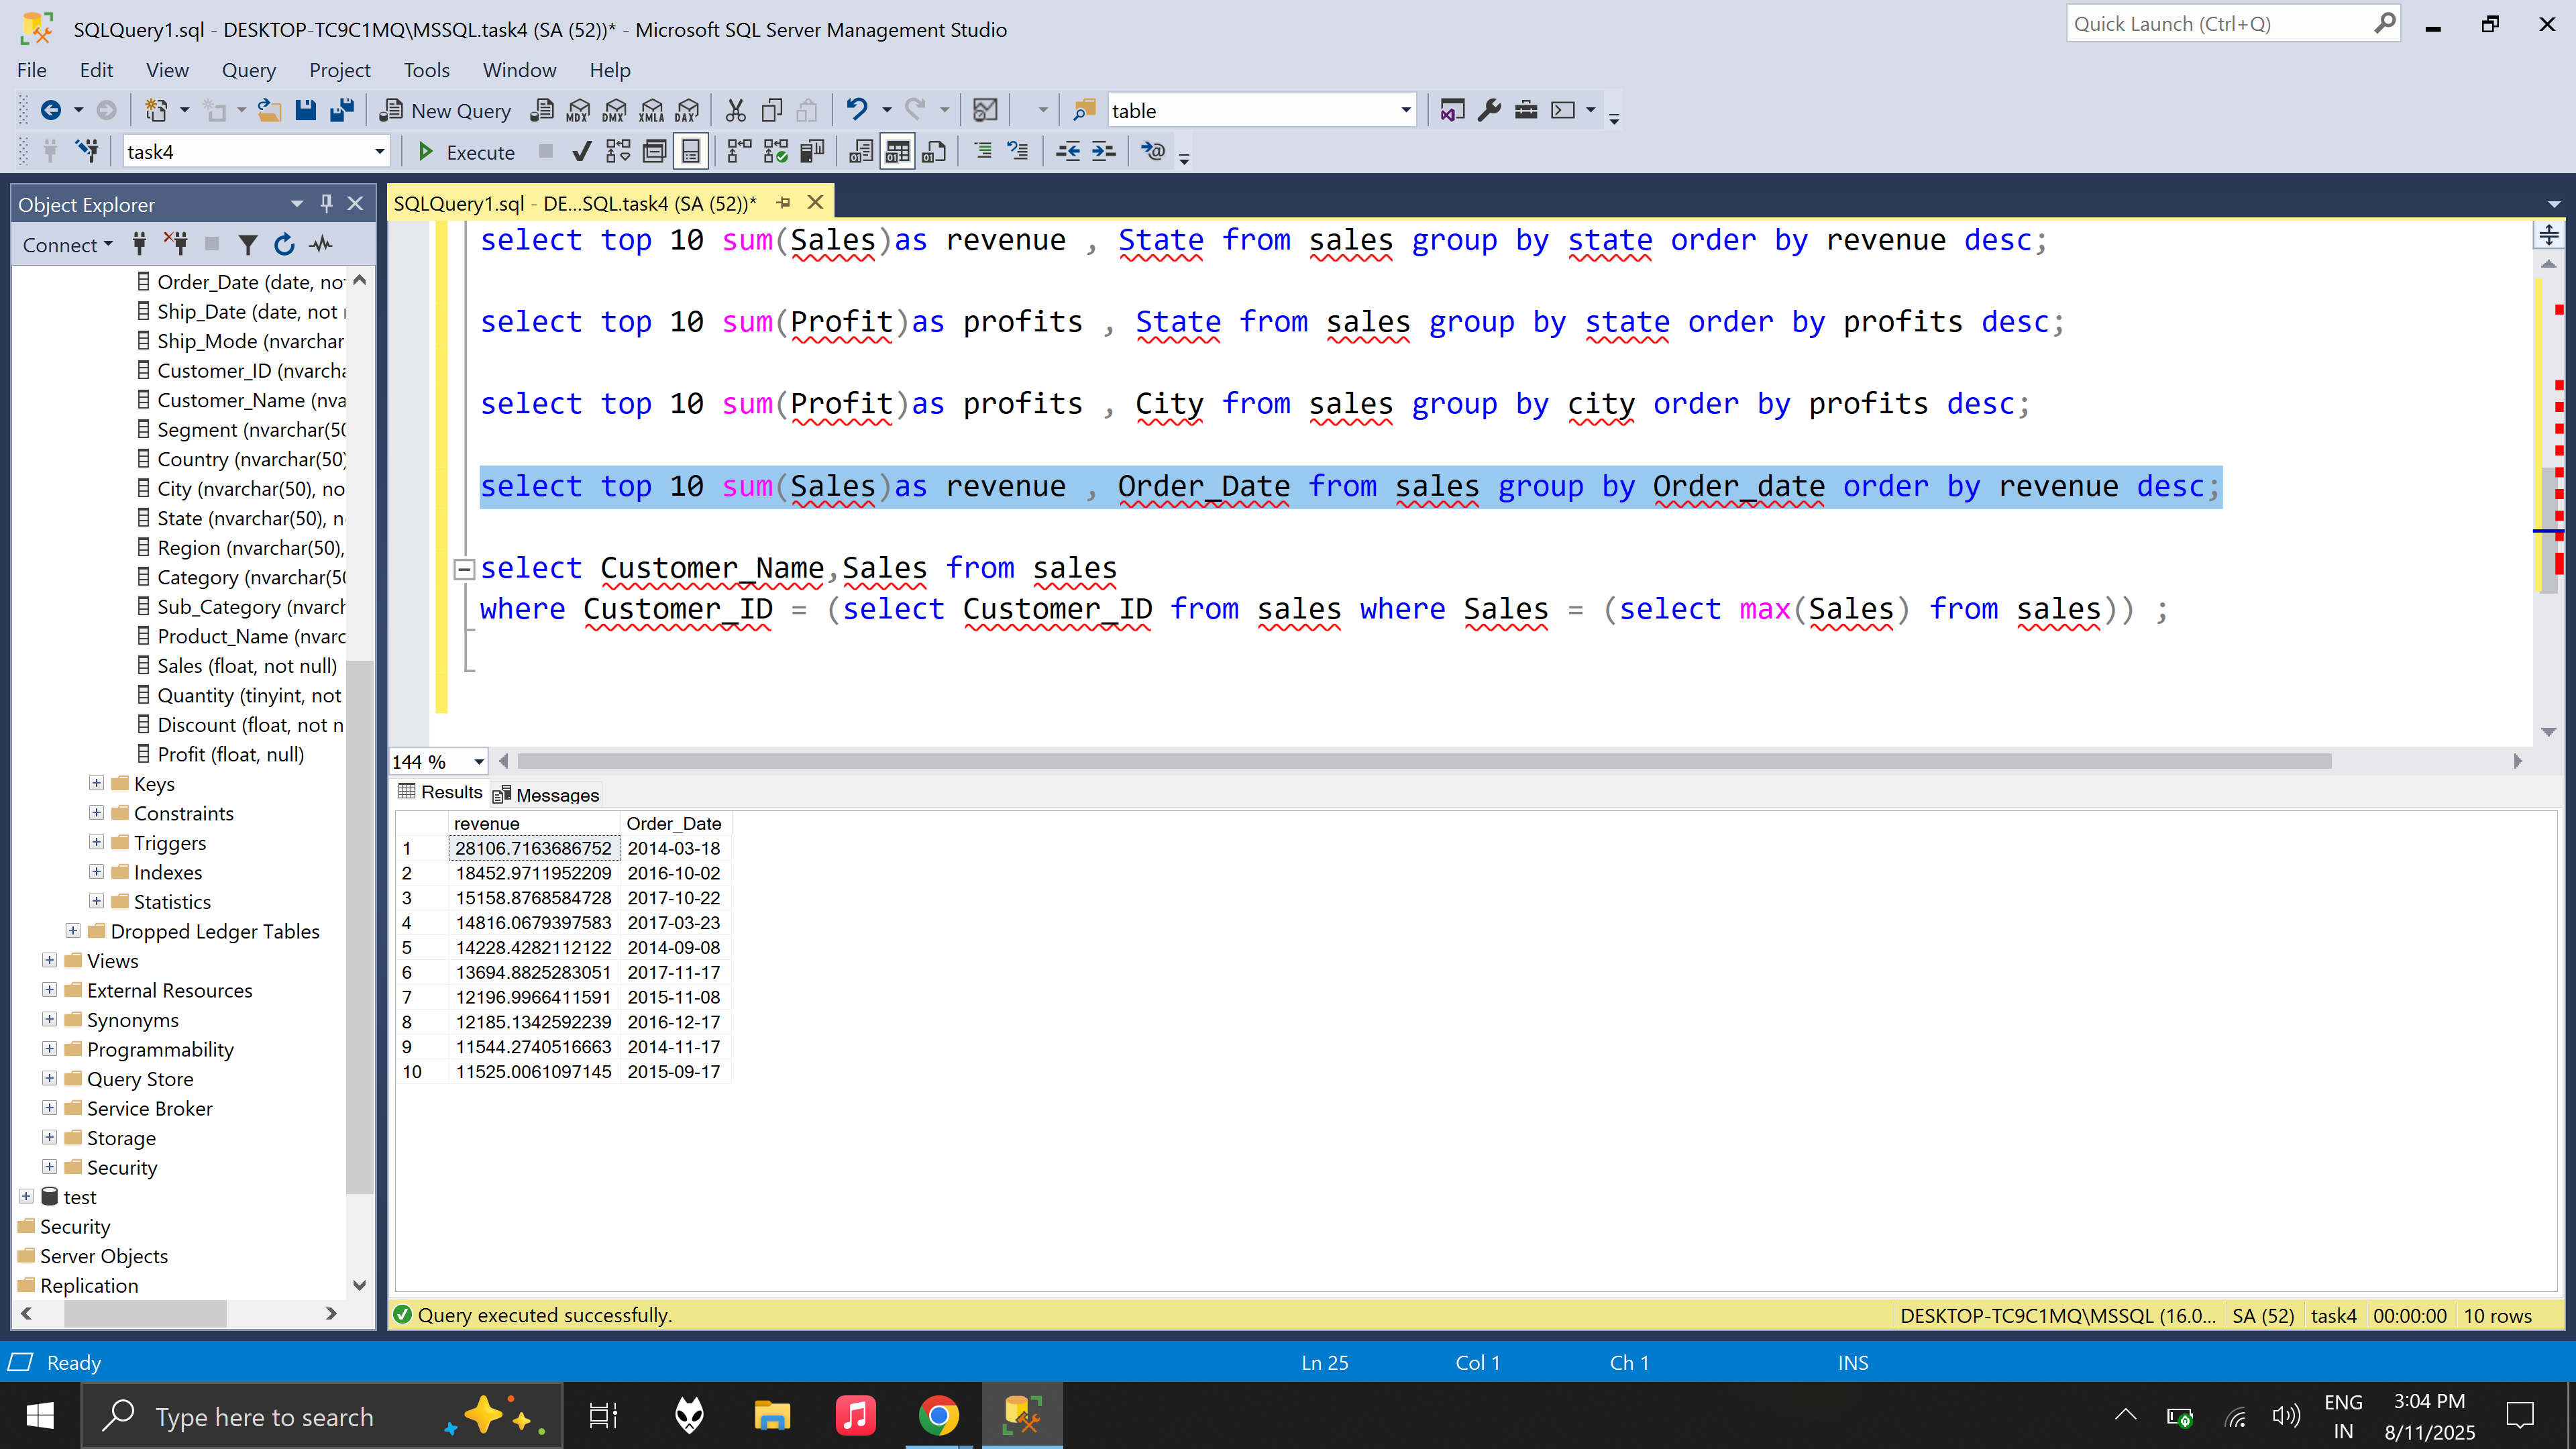 SQLQuery1.sql - DESKTOP-TC9C1MQ\MSSQL.task4 (SA (52))* - Microsoft SQL Server Management Studio
Quick Launch (Ctrl+Q)
File Edit View Query Project Tools Window Help
New Query MDX DMX XMLA DAX table
task4 Execute
Object Explorer
SQLQuery1.sql - DE...SQL.task4 (SA (52))*
Connect
Order_Date (date, no
Ship_Date (date, not
Ship_Mode (nvarchar
Customer_ID (nvarch
Customer_Name (nva
Segment (nvarchar(50
Country (nvarchar(50)
City (nvarchar(50), no
State (nvarchar(50), n
Region (nvarchar(50),
Category (nvarchar(50
Sub_Category (nvarch
Product_Name (nvarc
Sales (float, not null)
Quantity (tinyint, not
Discount (float, not n
Profit (float, null)
Keys
Constraints
Triggers
Indexes
Statistics
Dropped Ledger Tables
Views
External Resources
Synonyms
Programmability
Query Store
Service Broker
Storage
Security
test
Security
Server Objects
Replication
select top 10 sum(Sales)as revenue , State from sales group by state order by revenue desc;
select top 10 sum(Profit)as profits , State from sales group by state order by profits desc;
select top 10 sum(Profit)as profits , City from sales group by city order by profits desc;
select top 10 sum(Sales)as revenue , Order_Date from sales group by Order_date order by revenue desc;
select Customer_Name,Sales from sales
where Customer_ID = (select Customer_ID from sales where Sales = (select max(Sales) from sales)) ;
144 %
Results Messages
revenue Order_Date
1 28106.7163686752 2014-03-18
2 18452.9711952209 2016-10-02
3 15158.8768584728 2017-10-22
4 14816.0679397583 2017-03-23
5 14228.4282112122 2014-09-08
6 13694.8825283051 2017-11-17
7 12196.9966411591 2015-11-08
8 12185.1342592239 2016-12-17
9 11544.2740516663 2014-11-17
10 11525.0061097145 2015-09-17
Query executed successfully.
DESKTOP-TC9C1MQ\MSSQL (16.0... SA (52) task4 00:00:00 10 rows
Ready Ln 25 Col 1 Ch 1 INS
Type here to search
ENG
IN
3:04 PM
8/11/2025